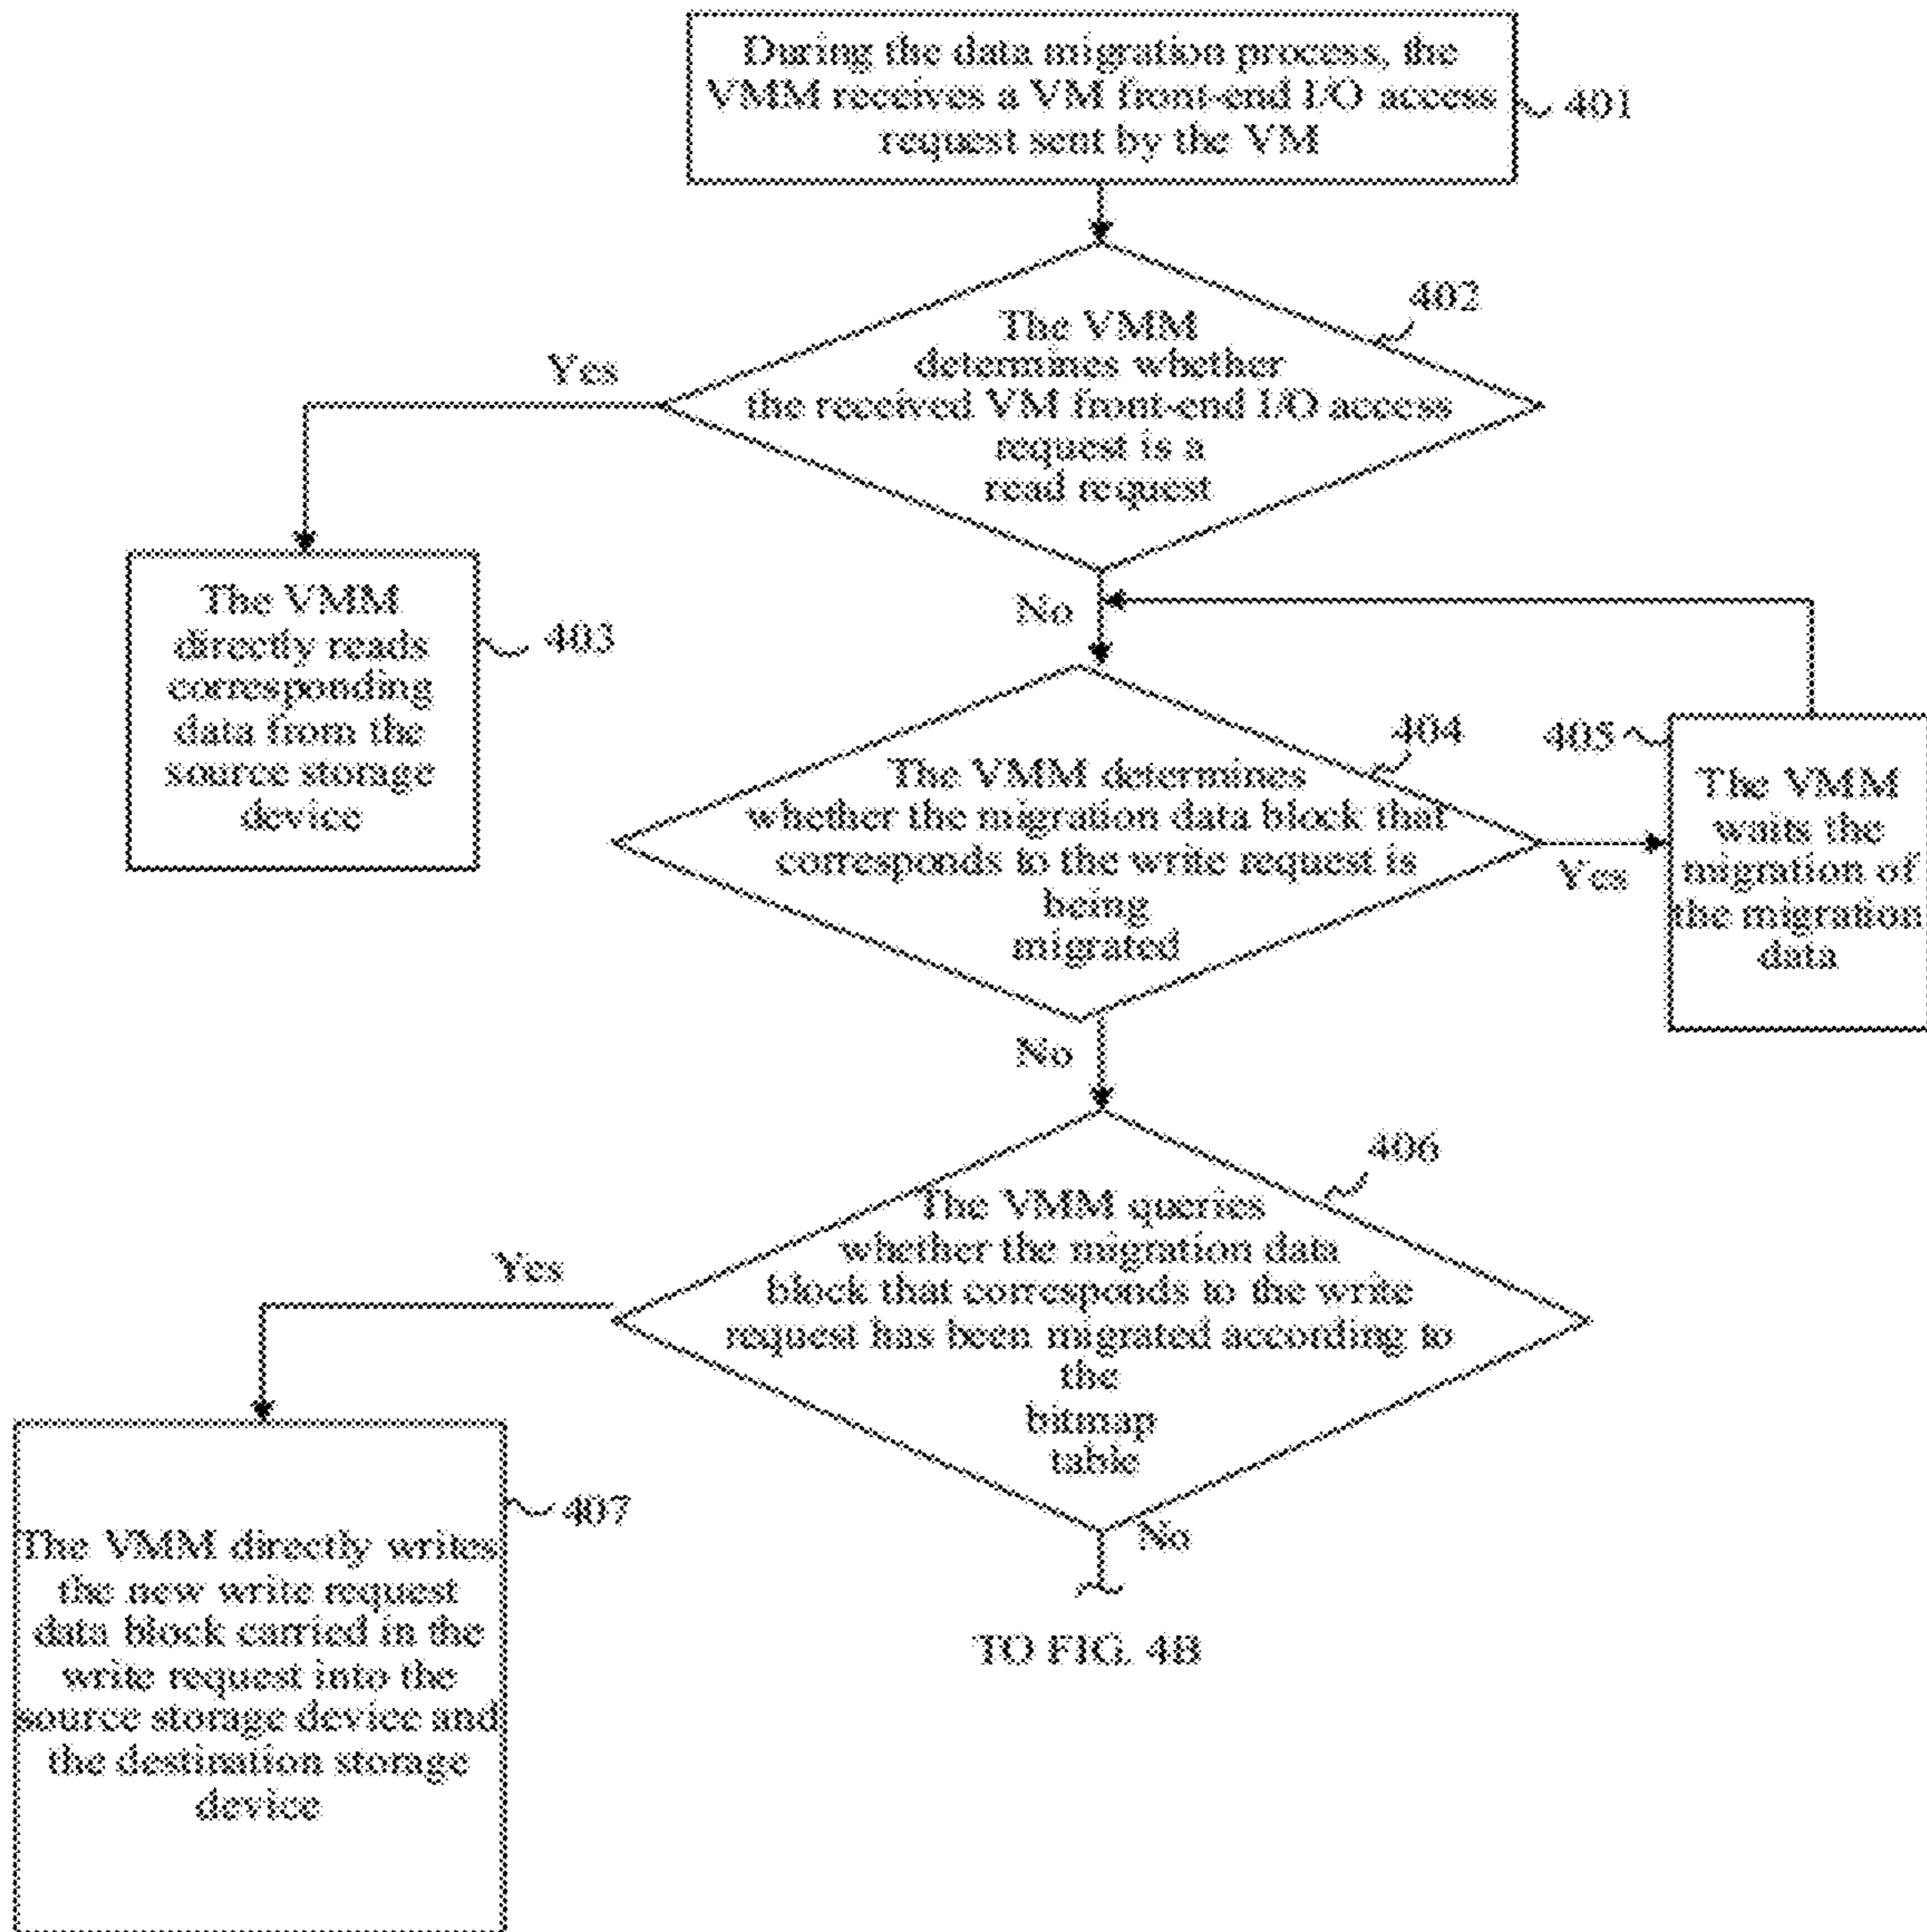 During the data migration process, the
VMM receives a VM front-end I/O access
request sent by the VM
401
402
The VMM
determines whether
the received VM front-end I/O access
request is a
read request
Yes
No
The VMM
directly reads
corresponding
data from the
source storage
device
403
404
The VMM determines
whether the migration data block that
corresponds to the write request is
being
migrated
Yes
No
405
The VMM
waits the
migration of
the migration
data
406
The VMM queries
whether the migration data
block that corresponds to the write
request has been migrated according to
the
bitmap
table
Yes
No
407
The VMM directly writes
the new write request
data block carried in the
write request into the
source storage device and
the destination storage
device
TO FIG. 4B